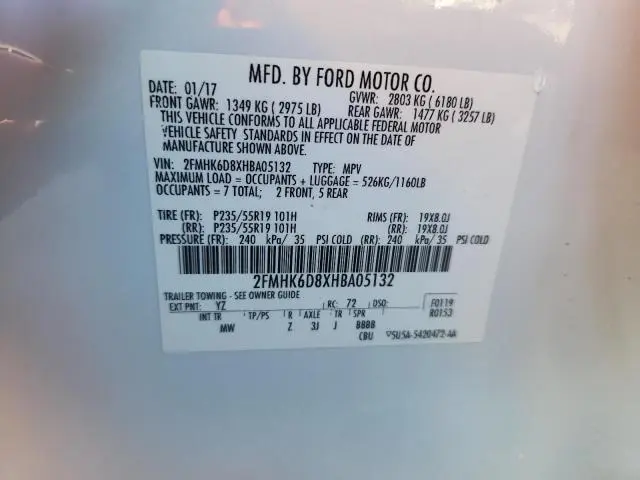 MFD. BY FORD MOTOR CO.
DATE: 01/17 GVWR: 2803 KG ( 6180 LB)
FRONT GAWR: 1349 KG ( 2975 LB) REAR GAWR: 1477 KG ( 3257 LB)
THIS VEHICLE CONFORMS TO ALL APPLICABLE FEDERAL MOTOR
VEHICLE SAFETY STANDARDS IN EFFECT ON THE DATE OF
MANUFACTURE SHOWN ABOVE.
VIN: 2FMHK6D8XHBA05132 TYPE: MPV
MAXIMUM LOAD = OCCUPANTS + LUGGAGE = 526KG/1160LB
OCCUPANTS = 7 TOTAL; 2 FRONT, 5 REAR
TIRE (FR): P235/55R19 101H RIMS (FR): 19X8.0J
(RR): P235/55R19 101H (RR): 19X8.0J
PRESSURE (FR): 240 kPa/ 35 PSI COLD (RR): 240 kPa/35 PSI COLD
2FMHK6D8XHBA05132
TRAILER TOWING - SEE OWNER GUIDE
EXT PNT: YZ RC: 72 DSO: F0119
R0153
INT TR TP/PS R AXLE TR SPR
MW Z 3J J BBBB
CBU 5U5A-5420472-AA